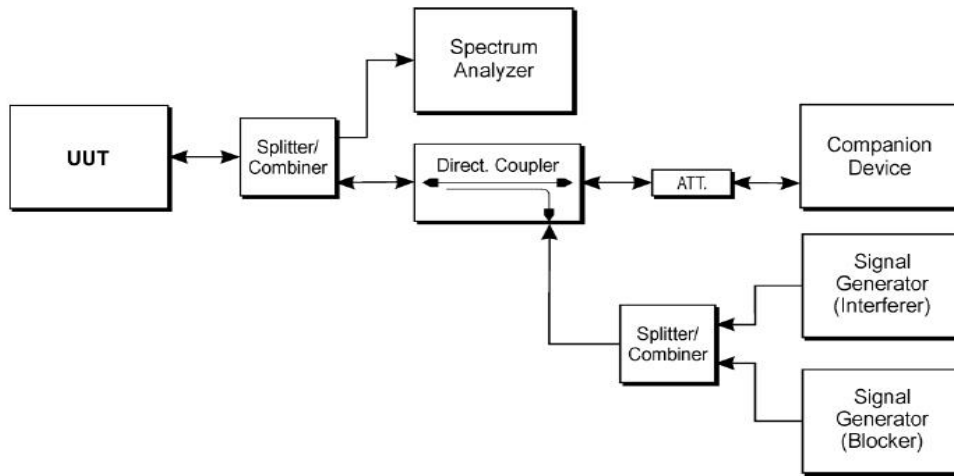 Spectrum
Analyzer
UUT
Splitter/
Combiner
Direct. Coupler
ATT.
Companion
Device
Signal
Generator
(Interferer)
Splitter/
Combiner
Signal
Generator
(Blocker)